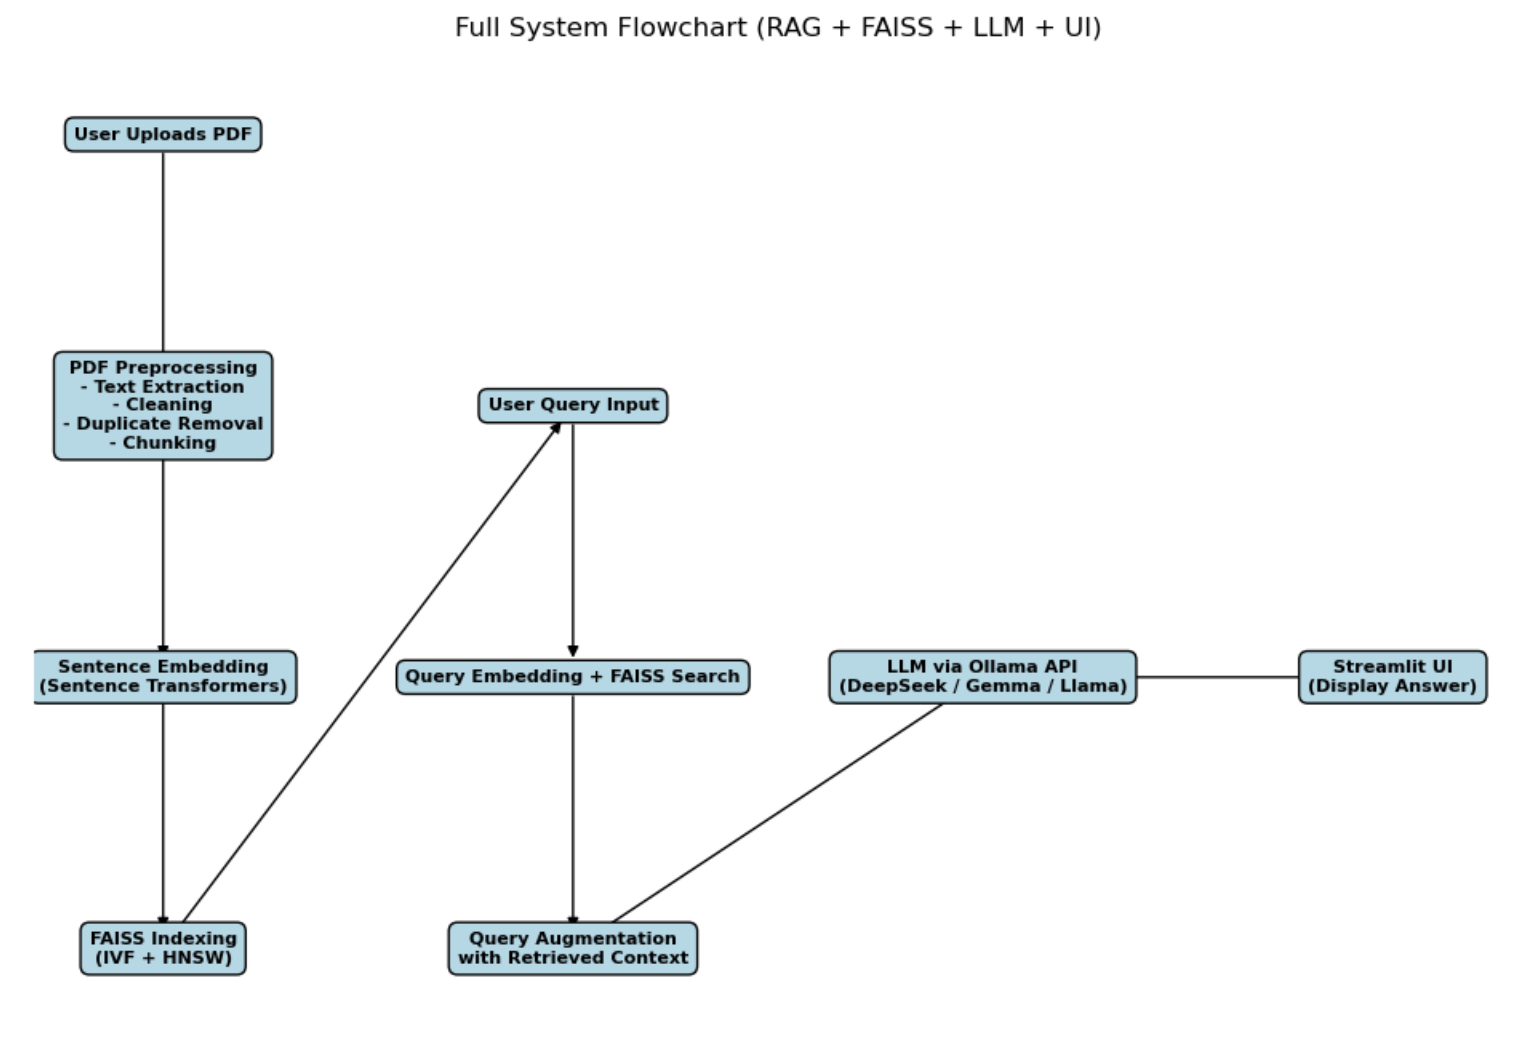 Full System Flowchart (RAG + FAISS + LLM + UI)
User Uploads PDF
PDF Preprocessing
- Text Extraction
- Cleaning
- Duplicate Removal
- Chunking
Sentence Embedding
(Sentence Transformers)
FAISS Indexing
(IVF + HNSW)
User Query Input
Query Embedding + FAISS Search
Query Augmentation
with Retrieved Context
LLM via Ollama API
(DeepSeek / Gemma / Llama)
Streamlit UI
(Display Answer)